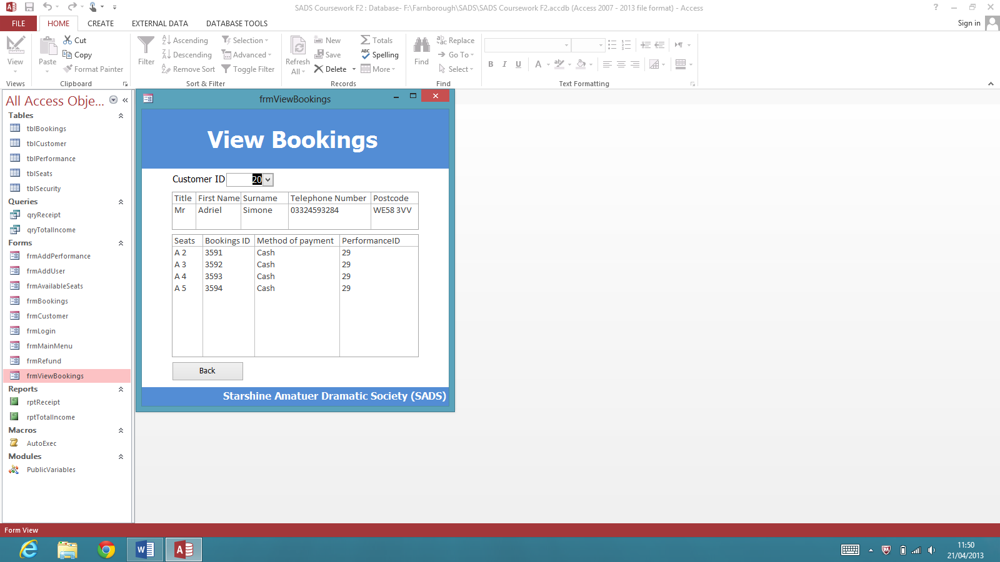 SADS Coursework F2 : Database- F:\Farnborough\SADS\SADS Coursework F2.accdb (Access 2007 - 2013 file format) - Access
FILE HOME CREATE EXTERNAL DATA DATABASE TOOLS
Sign in
View
Views
Paste
Cut
Copy
Format Painter
Clipboard
Filter
Ascending
Descending
Remove Sort
Selection
Advanced
Toggle Filter
Sort & Filter
Refresh
All
New
Save
Delete
Totals
Spelling
More
Records
Find
Replace
Go To
Select
Find
B I U A
Text Formatting
All Access Obje...
Tables
tblBookings
tblCustomer
tblPerformance
tblSeats
tblSecurity
Queries
qryReceipt
qryTotalIncome
Forms
frmAddPerformance
frmAddUser
frmAvailableSeats
frmBookings
frmCustomer
frmLogin
frmMainMenu
frmRefund
frmViewBookings
Reports
rptReceipt
rptTotalIncome
Macros
AutoExec
Modules
PublicVariables
frmViewBookings
View Bookings
Customer ID 20
Title First Name Surname Telephone Number Postcode
Mr Adriel Simone 03324593284 WE58 3VV
Seats Bookings ID Method of payment PerformanceID
A 2 3591 Cash 29
A 3 3592 Cash 29
A 4 3593 Cash 29
A 5 3594 Cash 29
Back
Starshine Amatuer Dramatic Society (SADS)
Form View
11:50
21/04/2013